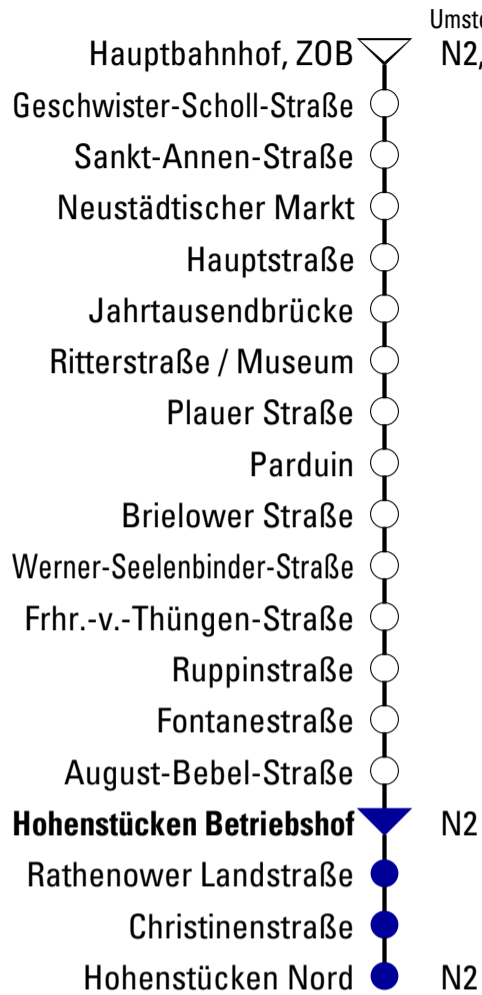 Umste
Hauptbahnhof, ZOB N2,
Geschwister-Scholl-Straße
Sankt-Annen-Straße
Neustädtischer Markt
Hauptstraße
Jahrtausendbrücke
Ritterstraße / Museum
Plauer Straße
Parduin
Brielower Straße
Werner-Seelenbinder-Straße
Frhr.-v.-Thüngen-Straße
Ruppinstraße
Fontanestraße
August-Bebel-Straße
Hohenstücken Betriebshof N2
Rathenower Landstraße
Christinenstraße
Hohenstücken Nord N2